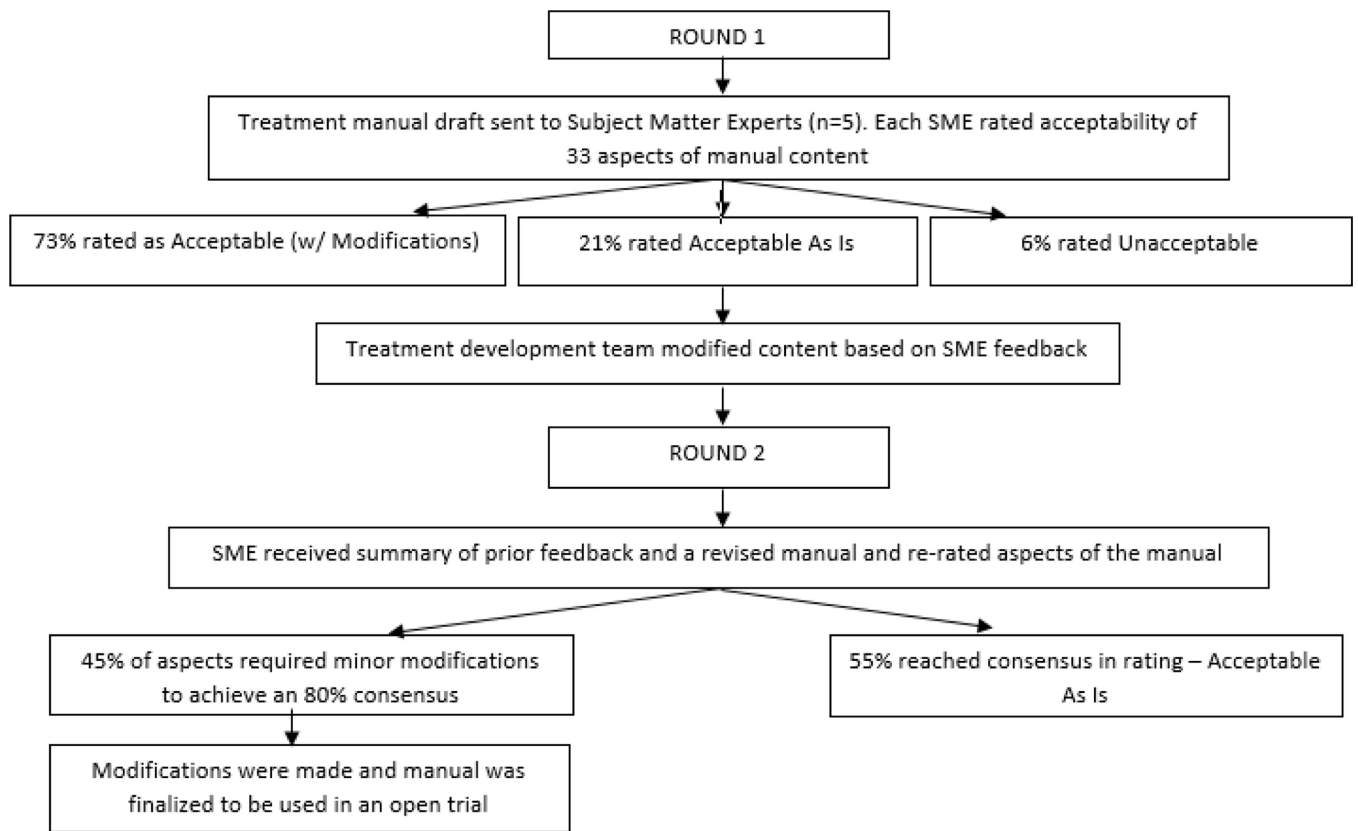 ROUND 1
Treatment manual draft sent to Subject Matter Experts (n=5). Each SME rated acceptability of
33 aspects of manual content
73% rated as Acceptable (w/ Modifications)
21% rated Acceptable As Is
6% rated Unacceptable
Treatment development team modified content based on SME feedback
ROUND 2
SME received summary of prior feedback and a revised manual and re-rated aspects of the manual
45% of aspects required minor modifications
to achieve an 80% consensus
55% reached consensus in rating – Acceptable
As Is
Modifications were made and manual was
finalized to be used in an open trial